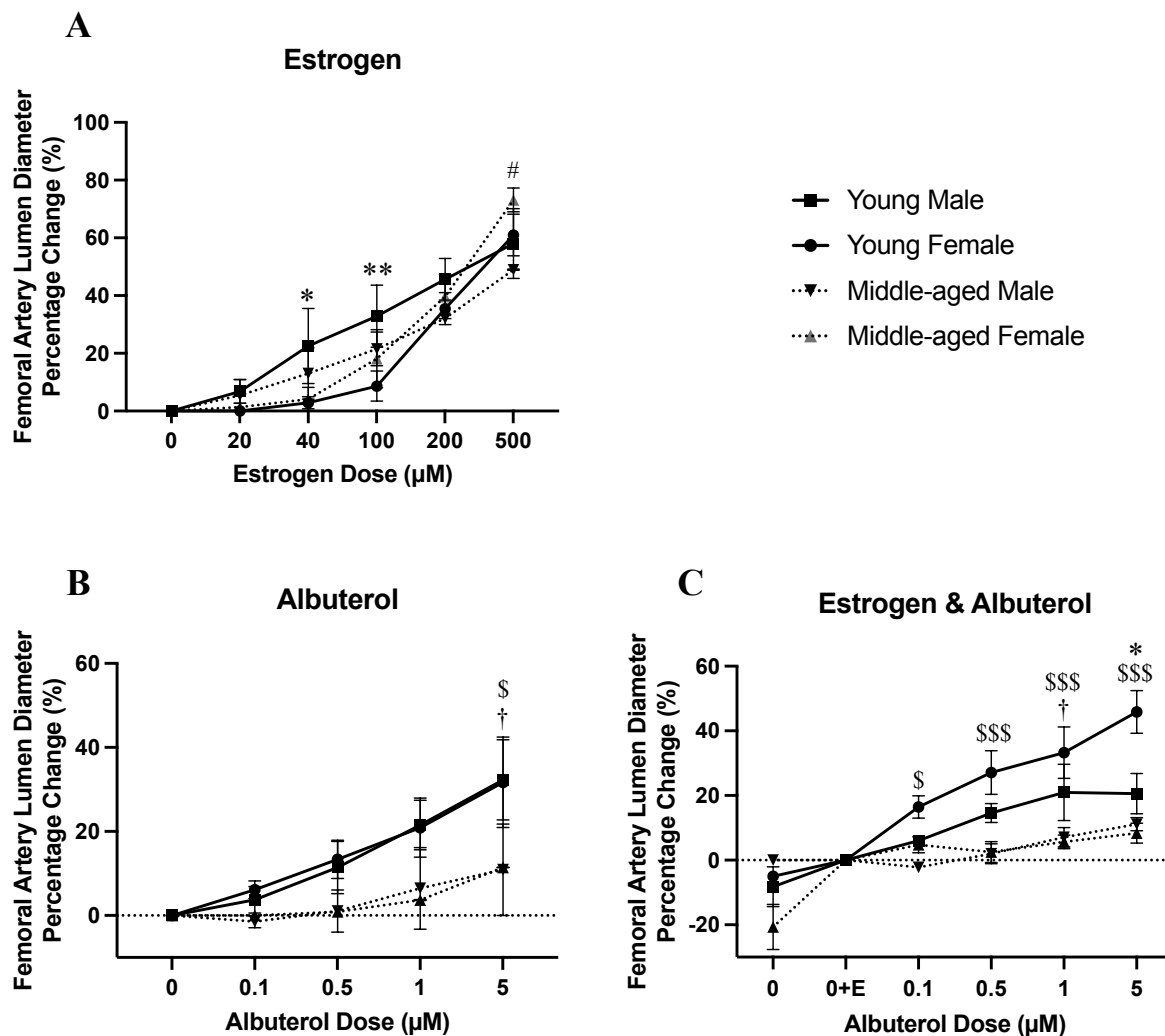 A
Estrogen
Femoral Artery Lumen Diameter
Percentage Change (%)
100
80
60
40
20
0
#
*
**
0 20 40 100 200 500
Estrogen Dose (µM)
Young Male
Young Female
Middle-aged Male
Middle-aged Female
B
Albuterol
Femoral Artery Lumen Diameter
Percentage Change (%)
60
40
20
0
$
†
0 0.1 0.5 1 5
Albuterol Dose (µM)
C
Estrogen & Albuterol
Femoral Artery Lumen Diameter
Percentage Change (%)
60
40
20
0
-20
*
$$$
$$$
†
$$$
$
0 0+E 0.1 0.5 1 5
Albuterol Dose (µM)